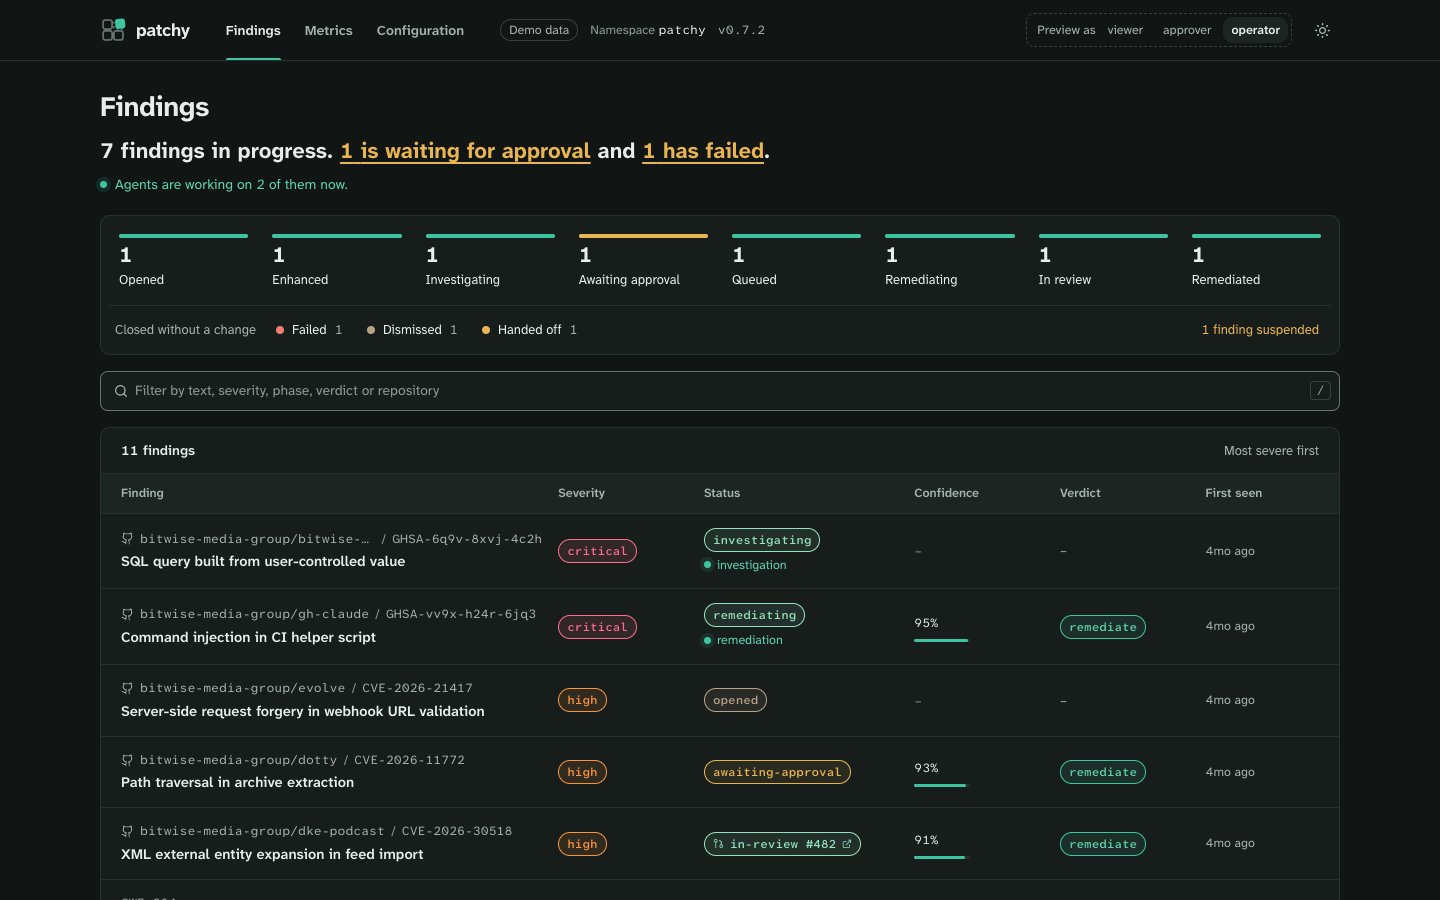 patchy Findings Metrics Configuration Demo data Namespace patchy v0.7.2 Preview as viewer approver operator
Findings
7 findings in progress. 1 is waiting for approval and 1 has failed.
Agents are working on 2 of them now.
1 1 1 1 1 1 1 1
Opened Enhanced Investigating Awaiting approval Queued Remediating In review Remediated
Closed without a change Failed 1 Dismissed 1 Handed off 1 1 finding suspended
Filter by text, severity, phase, verdict or repository /
11 findings Most severe first
Finding Severity Status Confidence Verdict First seen
bitwise-media-group/bitwise-… / GHSA-6q9v-8xvj-4c2h
SQL query built from user-controlled value
critical
investigating
investigation
–
–
4mo ago
bitwise-media-group/gh-claude / GHSA-vv9x-h24r-6jq3
Command injection in CI helper script
critical
remediating
remediation
95%
remediate
4mo ago
bitwise-media-group/evolve / CVE-2026-21417
Server-side request forgery in webhook URL validation
high
opened
–
–
4mo ago
bitwise-media-group/dotty / CVE-2026-11772
Path traversal in archive extraction
high
awaiting-approval
93%
remediate
4mo ago
bitwise-media-group/dke-podcast / CVE-2026-30518
XML external entity expansion in feed import
high
in-review #482
91%
remediate
4mo ago